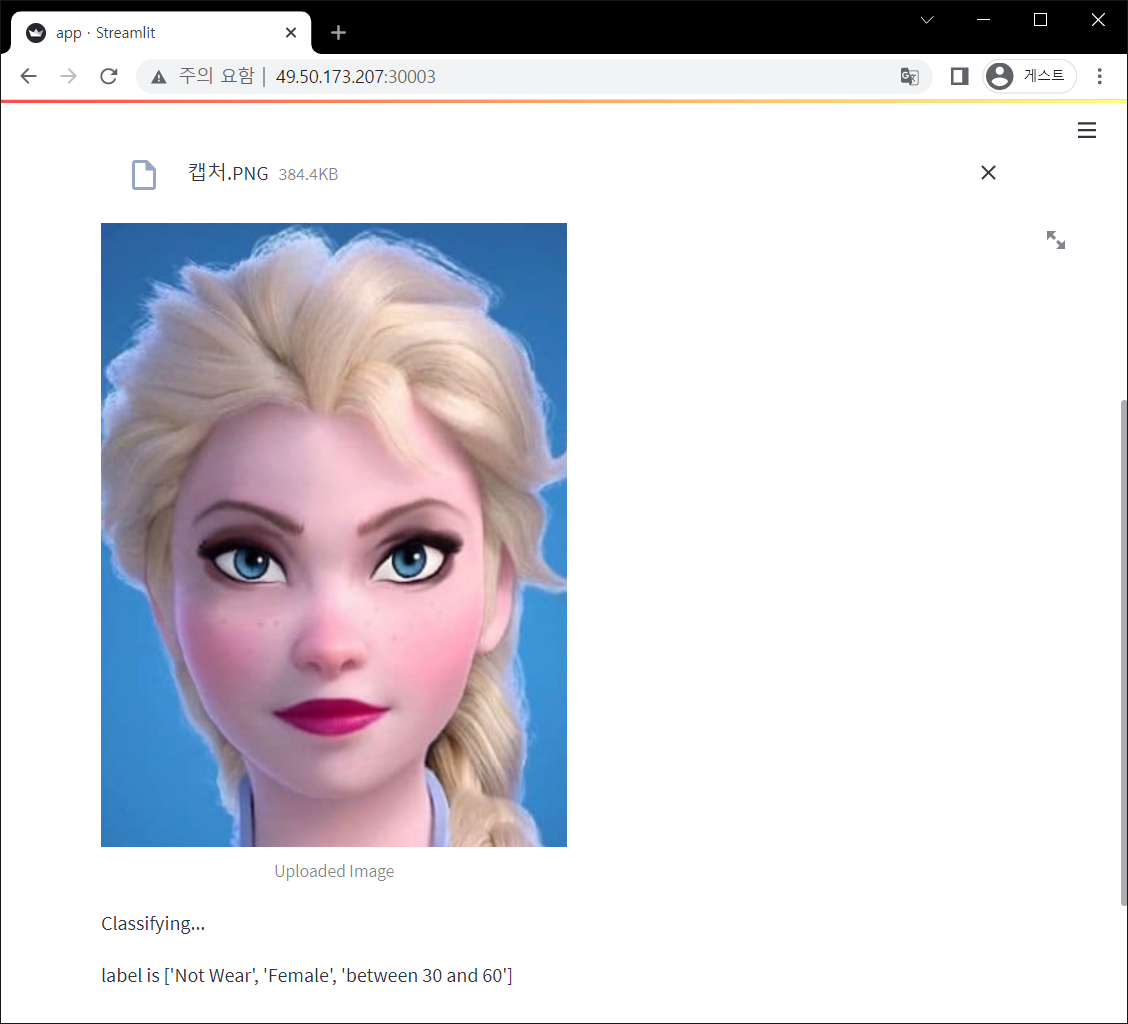 app · Streamlit
주의 요함 | 49.50.173.207:30003
게스트
캡처.PNG 384.4KB
Uploaded Image
Classifying...
label is ['Not Wear', 'Female', 'between 30 and 60']